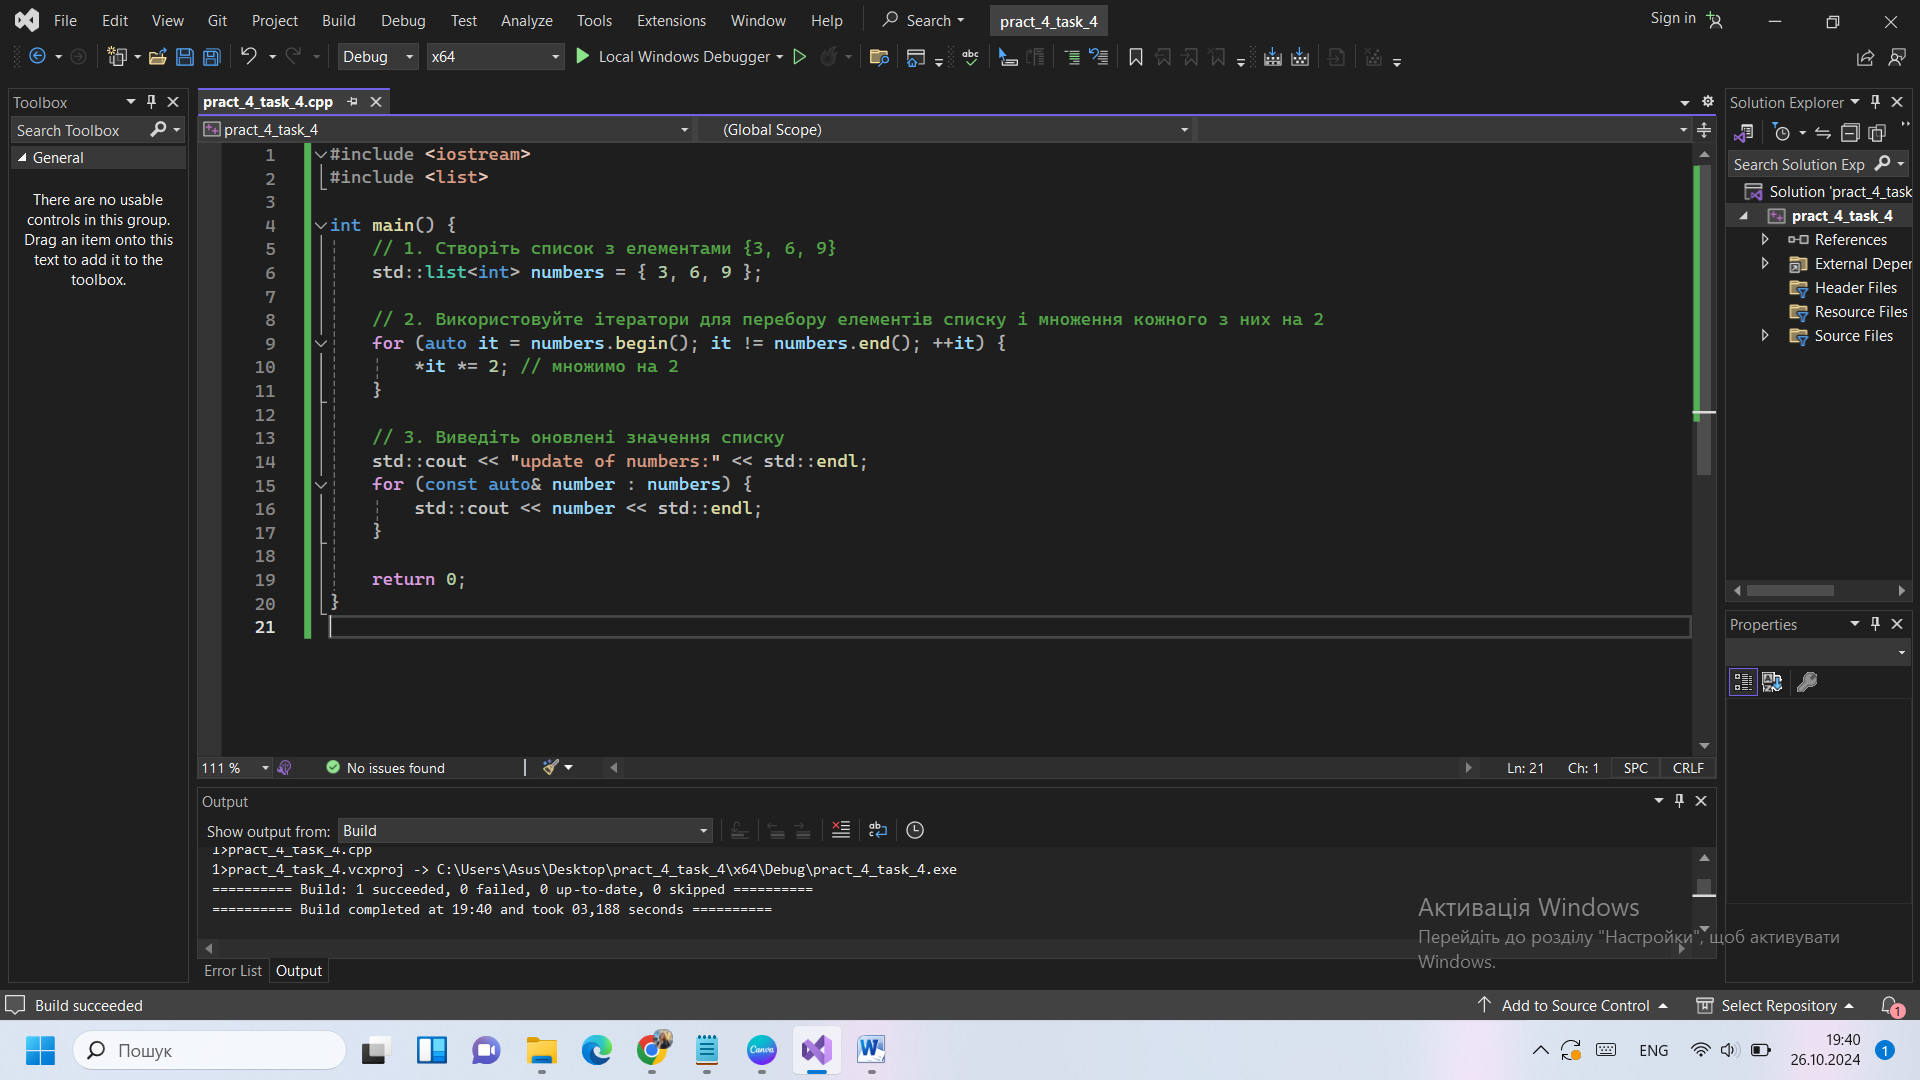 File Edit View Git Project Build Debug Test Analyze Tools Extensions Window Help Search pract_4_task_4 Sign in
Debug x64 Local Windows Debugger
Toolbox
Search Toolbox
General
There are no usable
controls in this group.
Drag an item onto this
text to add it to the
toolbox.
pract_4_task_4.cpp
pract_4_task_4 (Global Scope)
1 #include <iostream>
2 #include <list>
3
4 int main() {
5 // 1. Створіть список з елементами {3, 6, 9}
6 std::list<int> numbers = { 3, 6, 9 };
7
8 // 2. Використовуйте ітератори для перебору елементів списку і множення кожного з них на 2
9 for (auto it = numbers.begin(); it != numbers.end(); ++it) {
10 *it *= 2; // множимо на 2
11 }
12
13 // 3. Виведіть оновлені значення списку
14 std::cout << "update of numbers:" << std::endl;
15 for (const auto& number : numbers) {
16 std::cout << number << std::endl;
17 }
18
19 return 0;
20 }
21
111 % No issues found Ln: 21 Ch: 1 SPC CRLF
Output
Show output from: Build
1>pract_4_task_4.cpp
1>pract_4_task_4.vcxproj -> C:\Users\Asus\Desktop\pract_4_task_4\x64\Debug\pract_4_task_4.exe
========== Build: 1 succeeded, 0 failed, 0 up-to-date, 0 skipped ==========
========== Build completed at 19:40 and took 03,188 seconds ==========
Error List Output
Solution Explorer
Search Solution Exp
Solution 'pract_4_task
pract_4_task_4
References
External Deper
Header Files
Resource Files
Source Files
Properties
Активація Windows
Перейдіть до розділу "Настройки", щоб активувати
Windows.
Build succeeded Add to Source Control Select Repository 1
Пошук Canva W ENG 19:40
26.10.2024 1